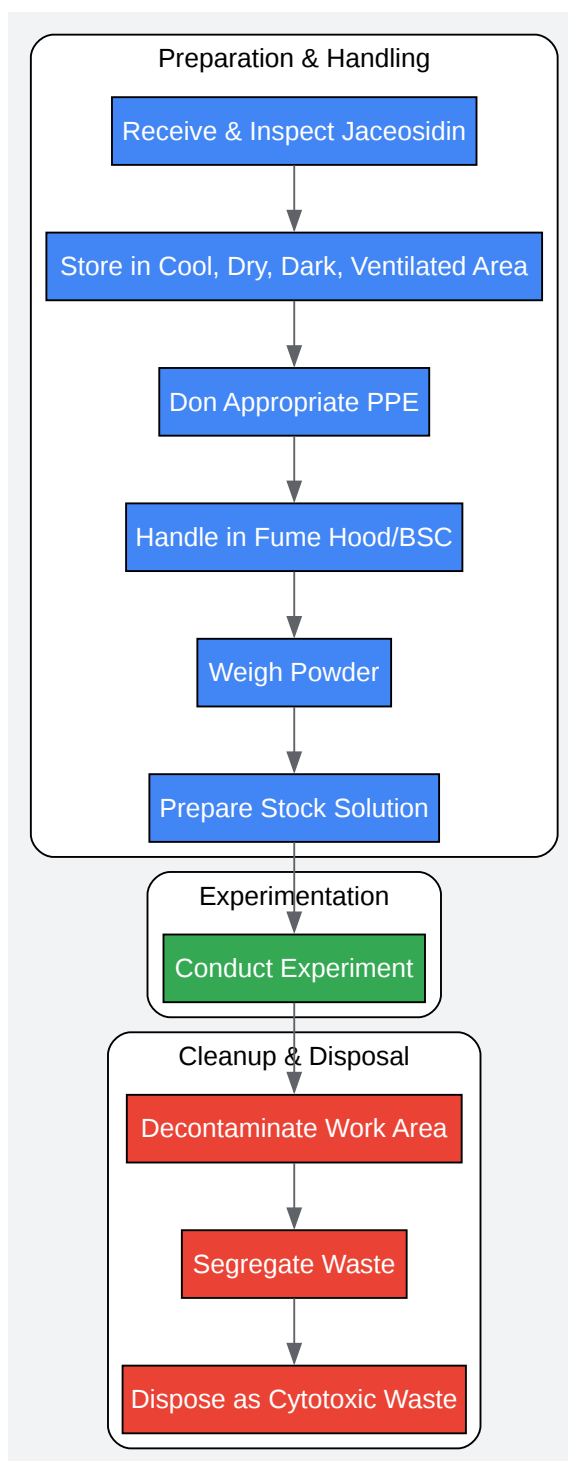 Preparation & Handling
Receive & Inspect Jaceosidin
Store in Cool, Dry, Dark, Ventilated Area
Don Appropriate PPE
Handle in Fume Hood/BSC
Weigh Powder
Prepare Stock Solution
Experimentation
Conduct Experiment
Cleanup & Disposal
Decontaminate Work Area
Segregate Waste
Dispose as Cytotoxic Waste